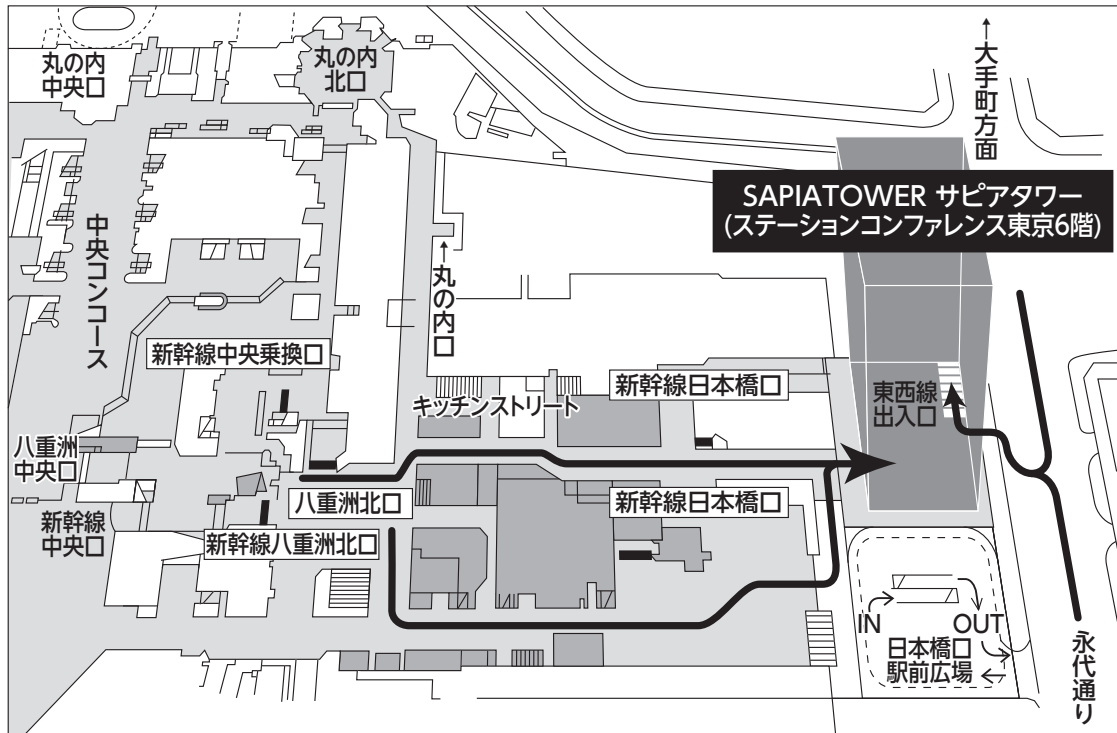 丸の内
中央口
丸の内
北口
↑大手町方面
SAPIATOWER サピアタワー
(ステーションコンファレンス東京6階)
中央コンコース
↑丸の内口
新幹線中央乗換口
新幹線日本橋口
キッチンストリート
東西線
出入口
八重洲
中央口
八重洲北口
新幹線日本橋口
新幹線
中央口
新幹線八重洲北口
IN
OUT
日本橋口
駅前広場
永代通り